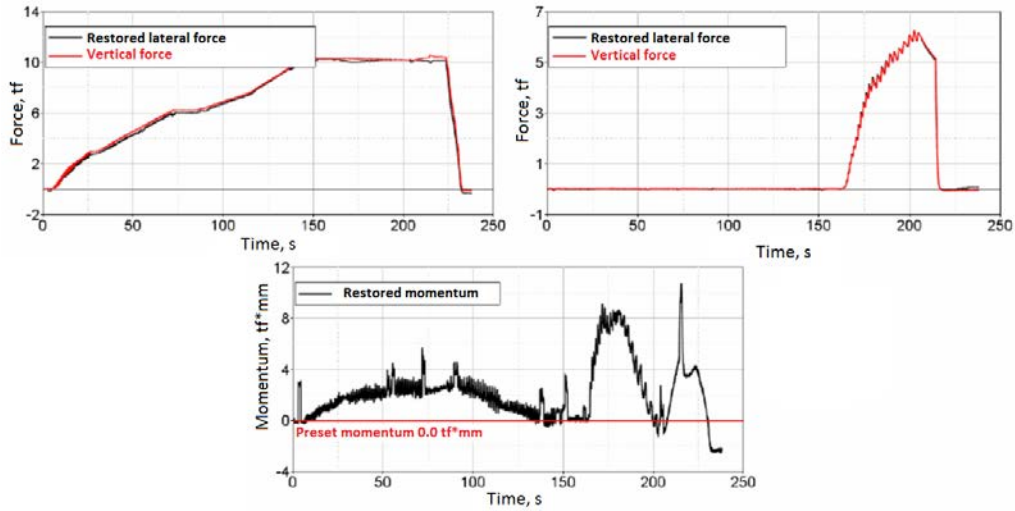 14
10
6
2
-2
Force, tf
Restored lateral force
Vertical force
0
50
100
150
200
250
Time, s
7
5
3
1
-1
Force, tf
Restored lateral force
Vertical force
0
50
100
150
200
250
Time, s
12
8
4
0
-4
Momentum, tf*mm
Restored momentum
Preset momentum 0.0 tf*mm
0
50
100
150
200
250
Time, s